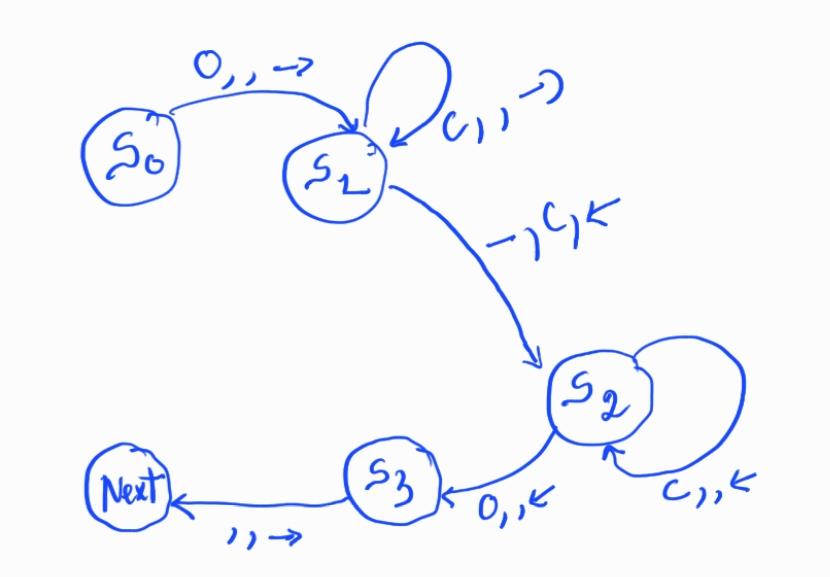 0,,→
S0
S1
C,,→
-,C,←
S2
C,,←
0,,←
S3
Next
,,→